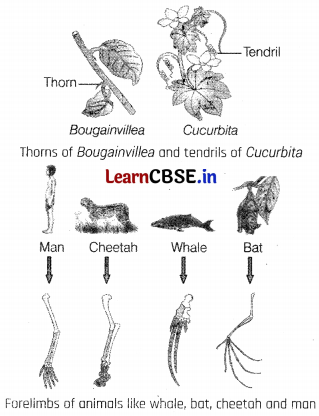 Tendril
Thorn
Bougainvillea Cucurbita
Thorns of Bougainvillea and tendrils of Cucurbita
LearnCBSE.in
Man Cheetah Whale Bat
Forelimbs of animals like whale, bat, cheetah and man